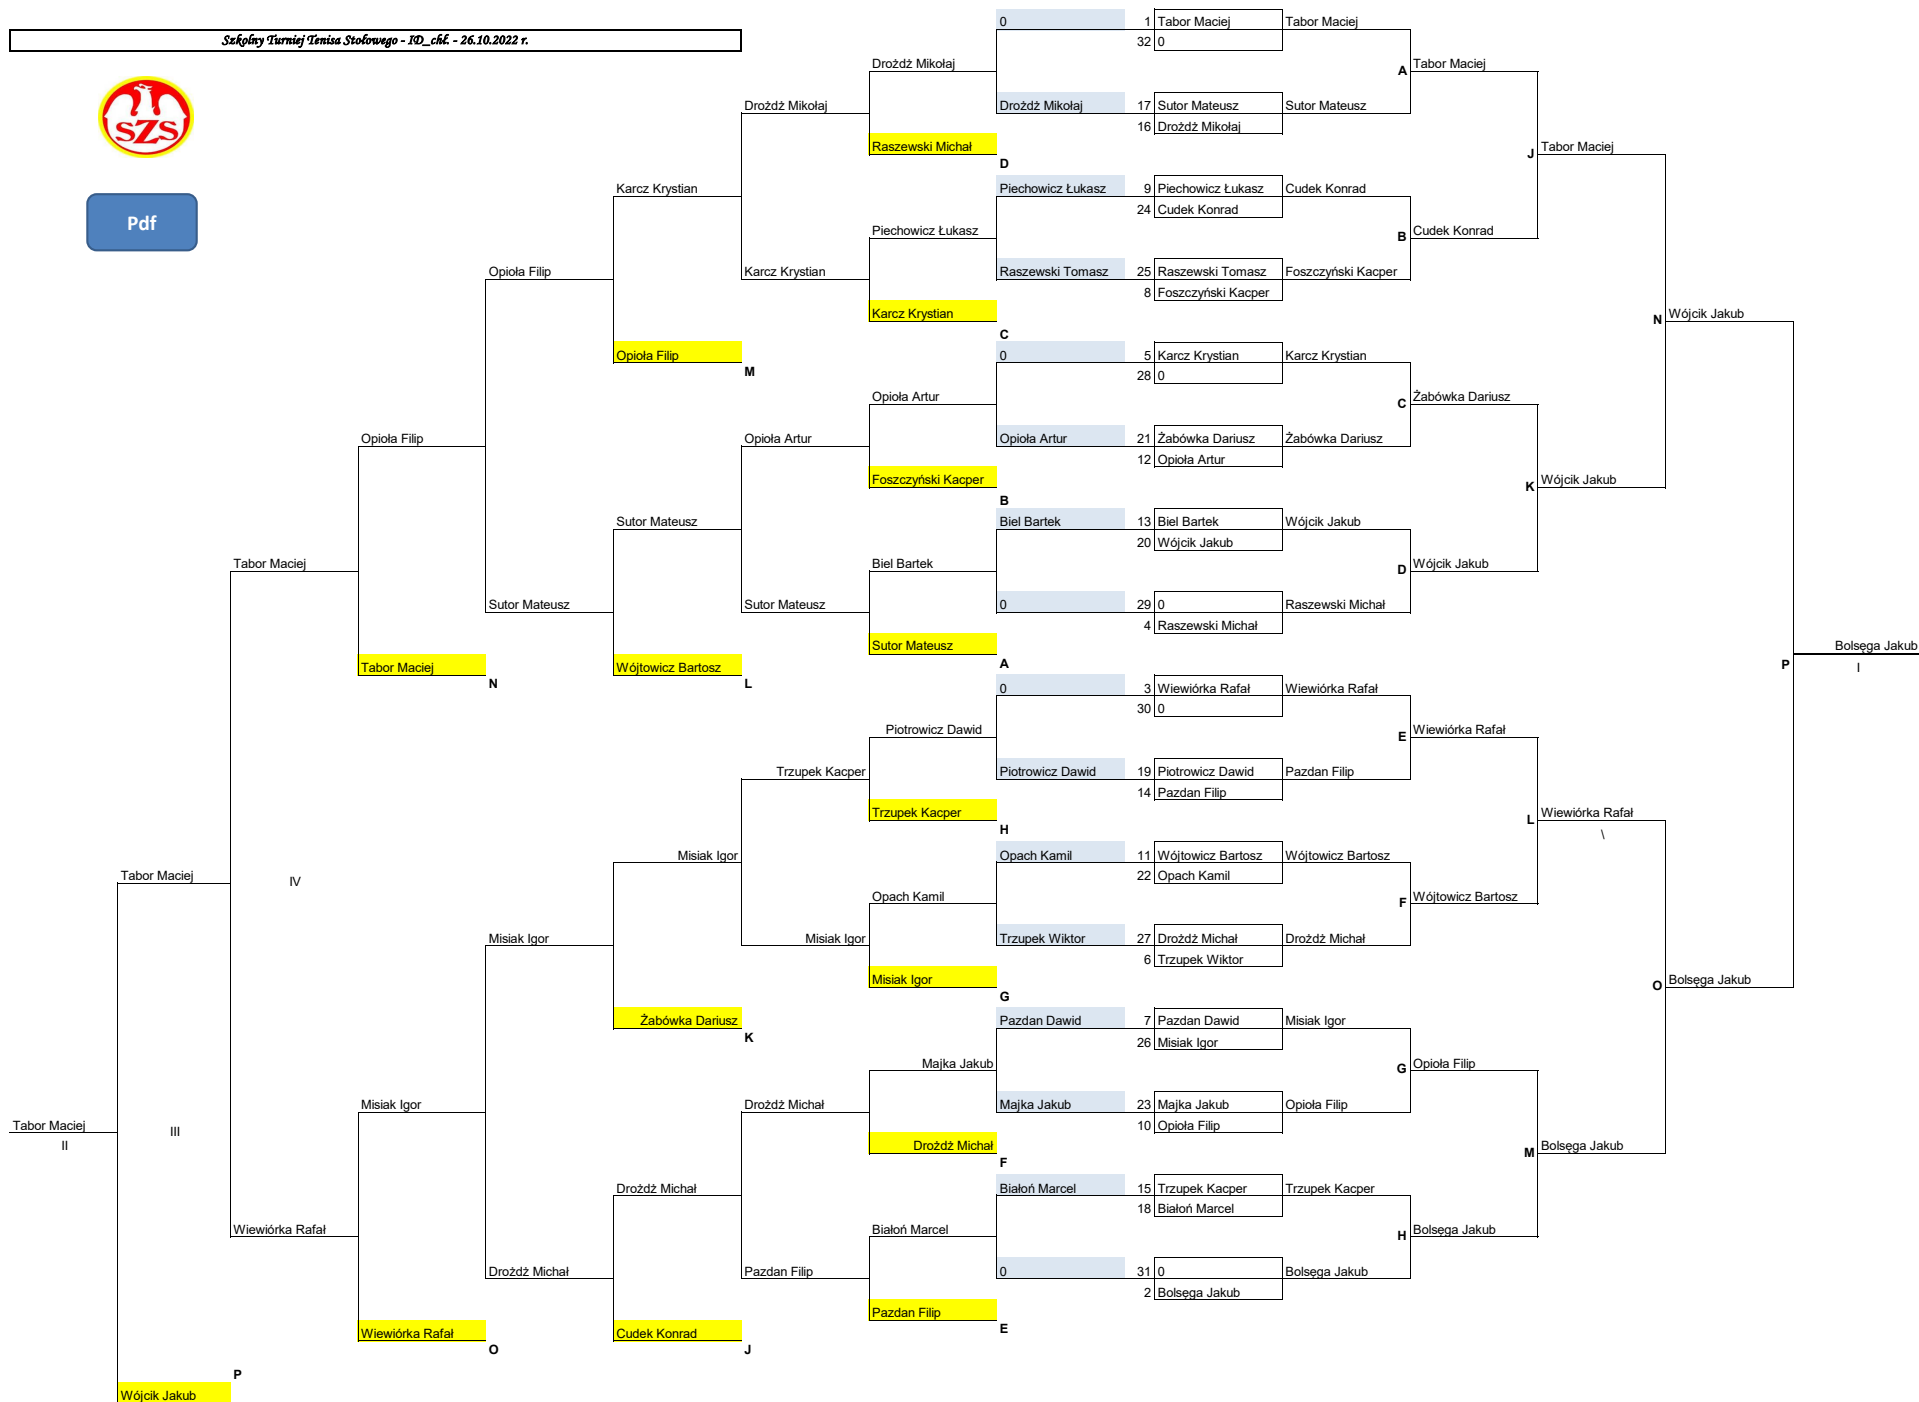 Szkolny Turniej Tenisa Stołowego - ID_chł. - 26.10.2022 r.
SZS
Pdf
0 1 Tabor Maciej Tabor Maciej
32 0
Drożdż Mikołaj A Tabor Maciej
Drożdż Mikołaj Drożdż Mikołaj 17 Sutor Mateusz Sutor Mateusz
16 Drożdż Mikołaj
Raszewski Michał J Tabor Maciej
D
Karcz Krystian Piechowicz Łukasz 9 Piechowicz Łukasz Cudek Konrad
24 Cudek Konrad
Piechowicz Łukasz B Cudek Konrad
Opioła Filip Karcz Krystian Raszewski Tomasz 25 Raszewski Tomasz Foszczyński Kacper
8 Foszczyński Kacper
Karcz Krystian N Wójcik Jakub
C
Opioła Filip 0 5 Karcz Krystian Karcz Krystian
M 28 0
Opioła Artur C Żabówka Dariusz
Opioła Filip Opioła Artur Opioła Artur 21 Żabówka Dariusz Żabówka Dariusz
12 Opioła Artur
Foszczyński Kacper K Wójcik Jakub
B
Sutor Mateusz Biel Bartek 13 Biel Bartek Wójcik Jakub
20 Wójcik Jakub
Tabor Maciej Biel Bartek D Wójcik Jakub
Sutor Mateusz Sutor Mateusz 0 29 0 Raszewski Michał
4 Raszewski Michał
Sutor Mateusz Bolsęga Jakub
Tabor Maciej Wójtowicz Bartosz A P I
N L 0 3 Wiewiórka Rafał Wiewiórka Rafał
30 0
Piotrowicz Dawid E Wiewiórka Rafał
Trzupek Kacper Piotrowicz Dawid 19 Piotrowicz Dawid Pazdan Filip
14 Pazdan Filip
Trzupek Kacper L Wiewiórka Rafał
H \
Misiak Igor Opach Kamil 11 Wójtowicz Bartosz Wójtowicz Bartosz
Tabor Maciej IV 22 Opach Kamil
Opach Kamil F Wójtowicz Bartosz
Misiak Igor Misiak Igor Trzupek Wiktor 27 Drożdż Michał Drożdż Michał
6 Trzupek Wiktor
Misiak Igor O Bolsęga Jakub
G
Żabówka Dariusz Pazdan Dawid 7 Pazdan Dawid Misiak Igor
K 26 Misiak Igor
Majka Jakub G Opioła Filip
Misiak Igor Drożdż Michał Majka Jakub 23 Majka Jakub Opioła Filip
Tabor Maciej III 10 Opioła Filip
II Drożdż Michał M Bolsęga Jakub
F
Drożdż Michał Białoń Marcel 15 Trzupek Kacper Trzupek Kacper
18 Białoń Marcel
Wiewiórka Rafał Białoń Marcel H Bolsęga Jakub
Drożdż Michał Pazdan Filip 0 31 0 Bolsęga Jakub
2 Bolsęga Jakub
Pazdan Filip
Wiewiórka Rafał Cudek Konrad E
O J
P
Wójcik Jakub